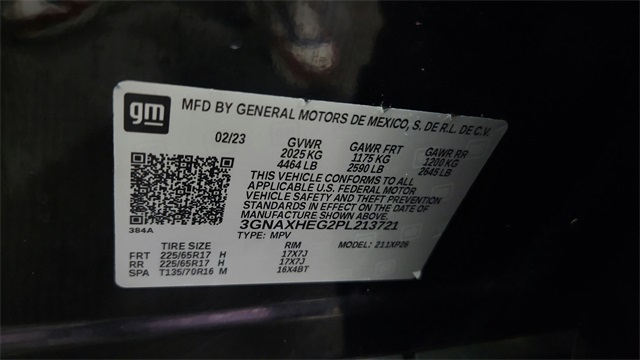 gm MFD BY GENERAL MOTORS DE MEXICO, S. DE R.L. DE C.V.
02/23 GVWR GAWR FRT GAWR RR
2025 KG 1175 KG 1200 KG
4464 LB 2590 LB 2645 LB
THIS VEHICLE CONFORMS TO ALL
APPLICABLE U.S. FEDERAL MOTOR
VEHICLE SAFETY AND THEFT PREVENTION
STANDARDS IN EFFECT ON THE DATE OF
MANUFACTURE SHOWN ABOVE.
384A 3GNAXHEG2PL213721
TYPE: MPV MODEL: 211XP26
TIRE SIZE RIM
FRT 225/65R17 H 17X7J
RR 225/65R17 H 17X7J
SPA T135/70R16 M 16X4BT